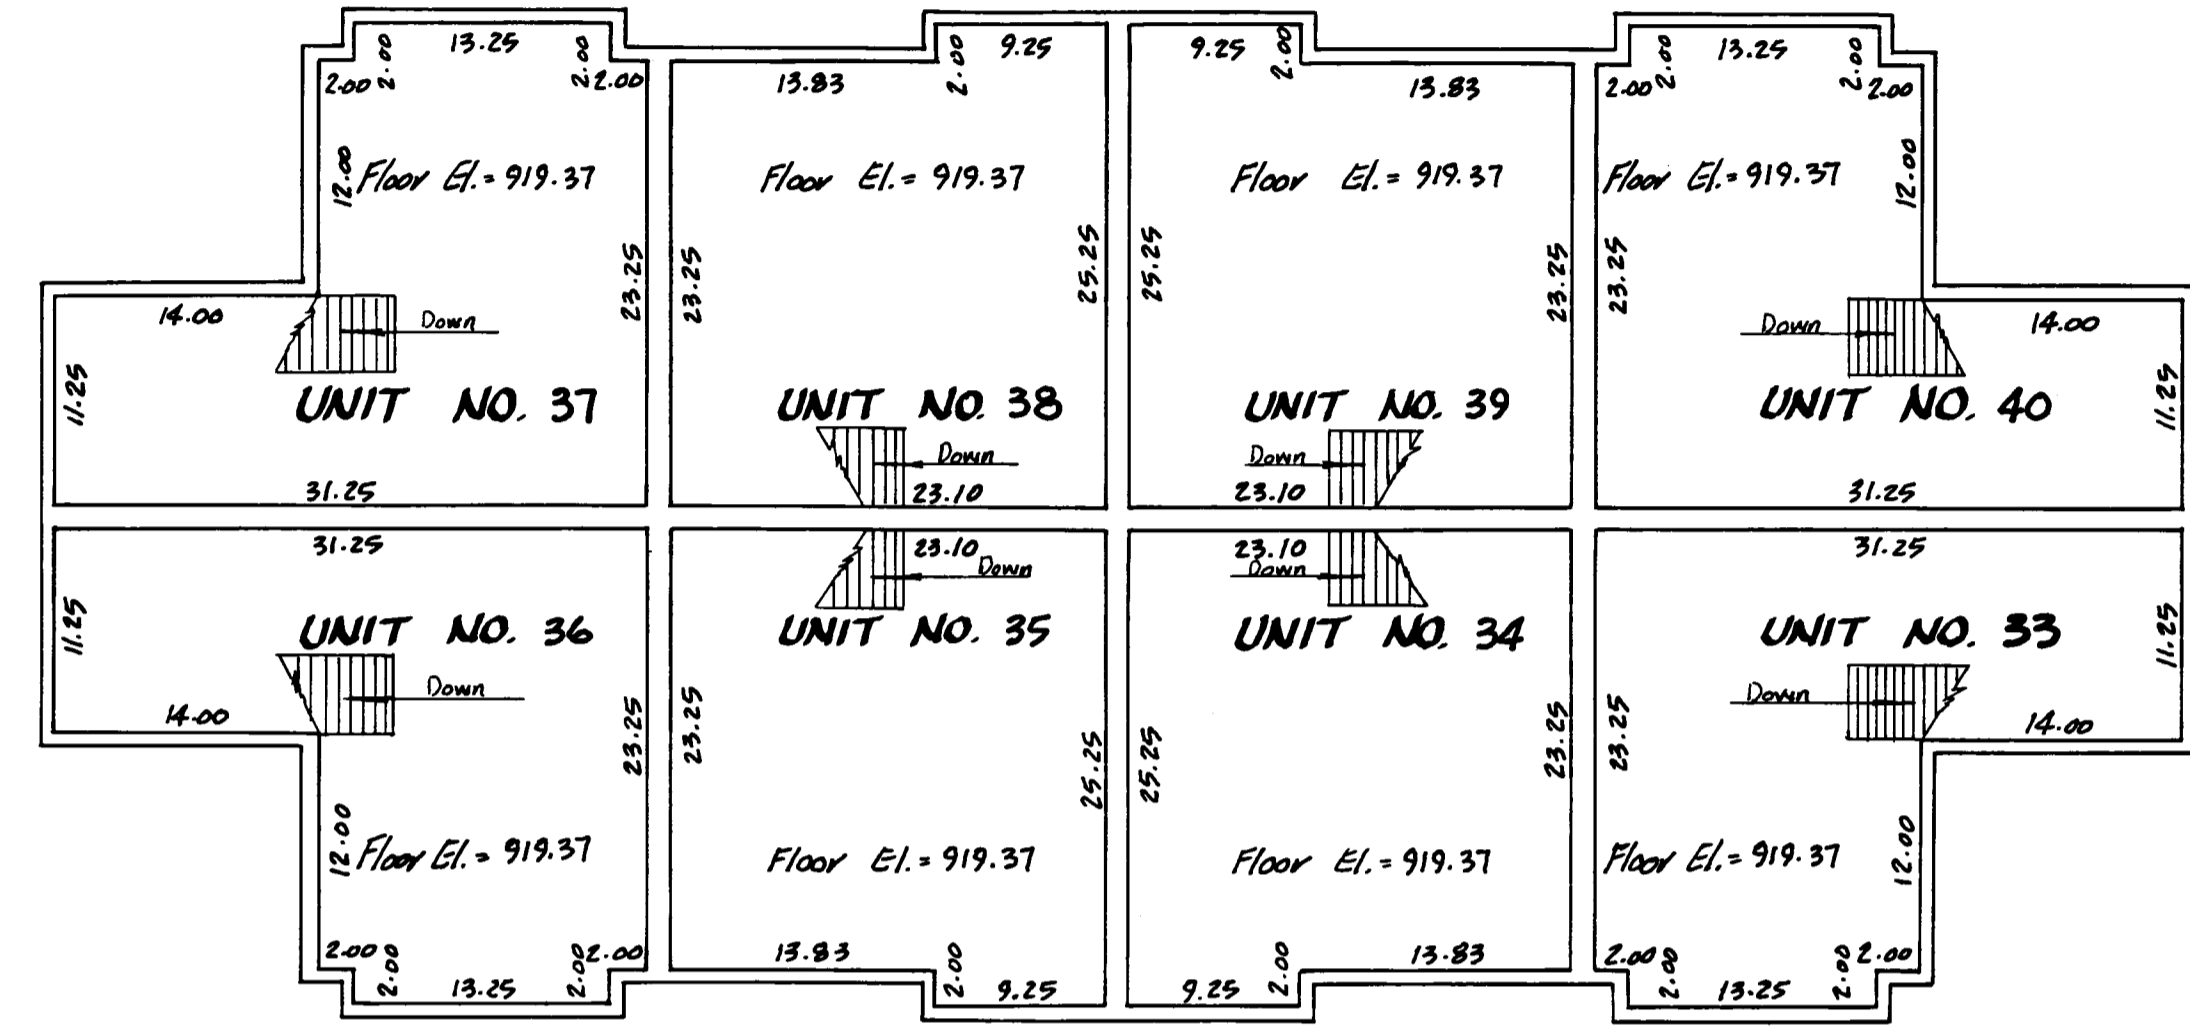 13.25
9.25
9.25
13.25
2.00
2.00
2.00
2.00
2.00
2.00
2.00 2
2.00
13.83
13.83
2.00
2
2.00
12.00
Floor El. = 919.37
Floor El. = 919.37
Floor El. = 919.37
Floor El. = 919.37
12.00
23.25
23.25
25.25
25.25
23.25
23.25
14.00
Down
Down
14.00
11.25
UNIT NO. 37
UNIT NO. 38
UNIT NO. 39
UNIT NO. 40
11.25
Down
Down
31.25
23.10
23.10
31.25
31.25
23.10
23.10
31.25
Down
Down
11.25
UNIT NO. 36
UNIT NO. 35
UNIT NO. 34
UNIT NO. 33
11.25
Down
Down
14.00
14.00
23.25
23.25
25.25
25.25
23.25
23.25
12.00
Floor El. = 919.37
Floor El. = 919.37
Floor El. = 919.37
Floor El. = 919.37
12.00
2.00
2.00
13.83
13.83
2.00
2.00
2.00
2.00
2.00
2.00
2.00
2.00
13.25
9.25
9.25
13.25